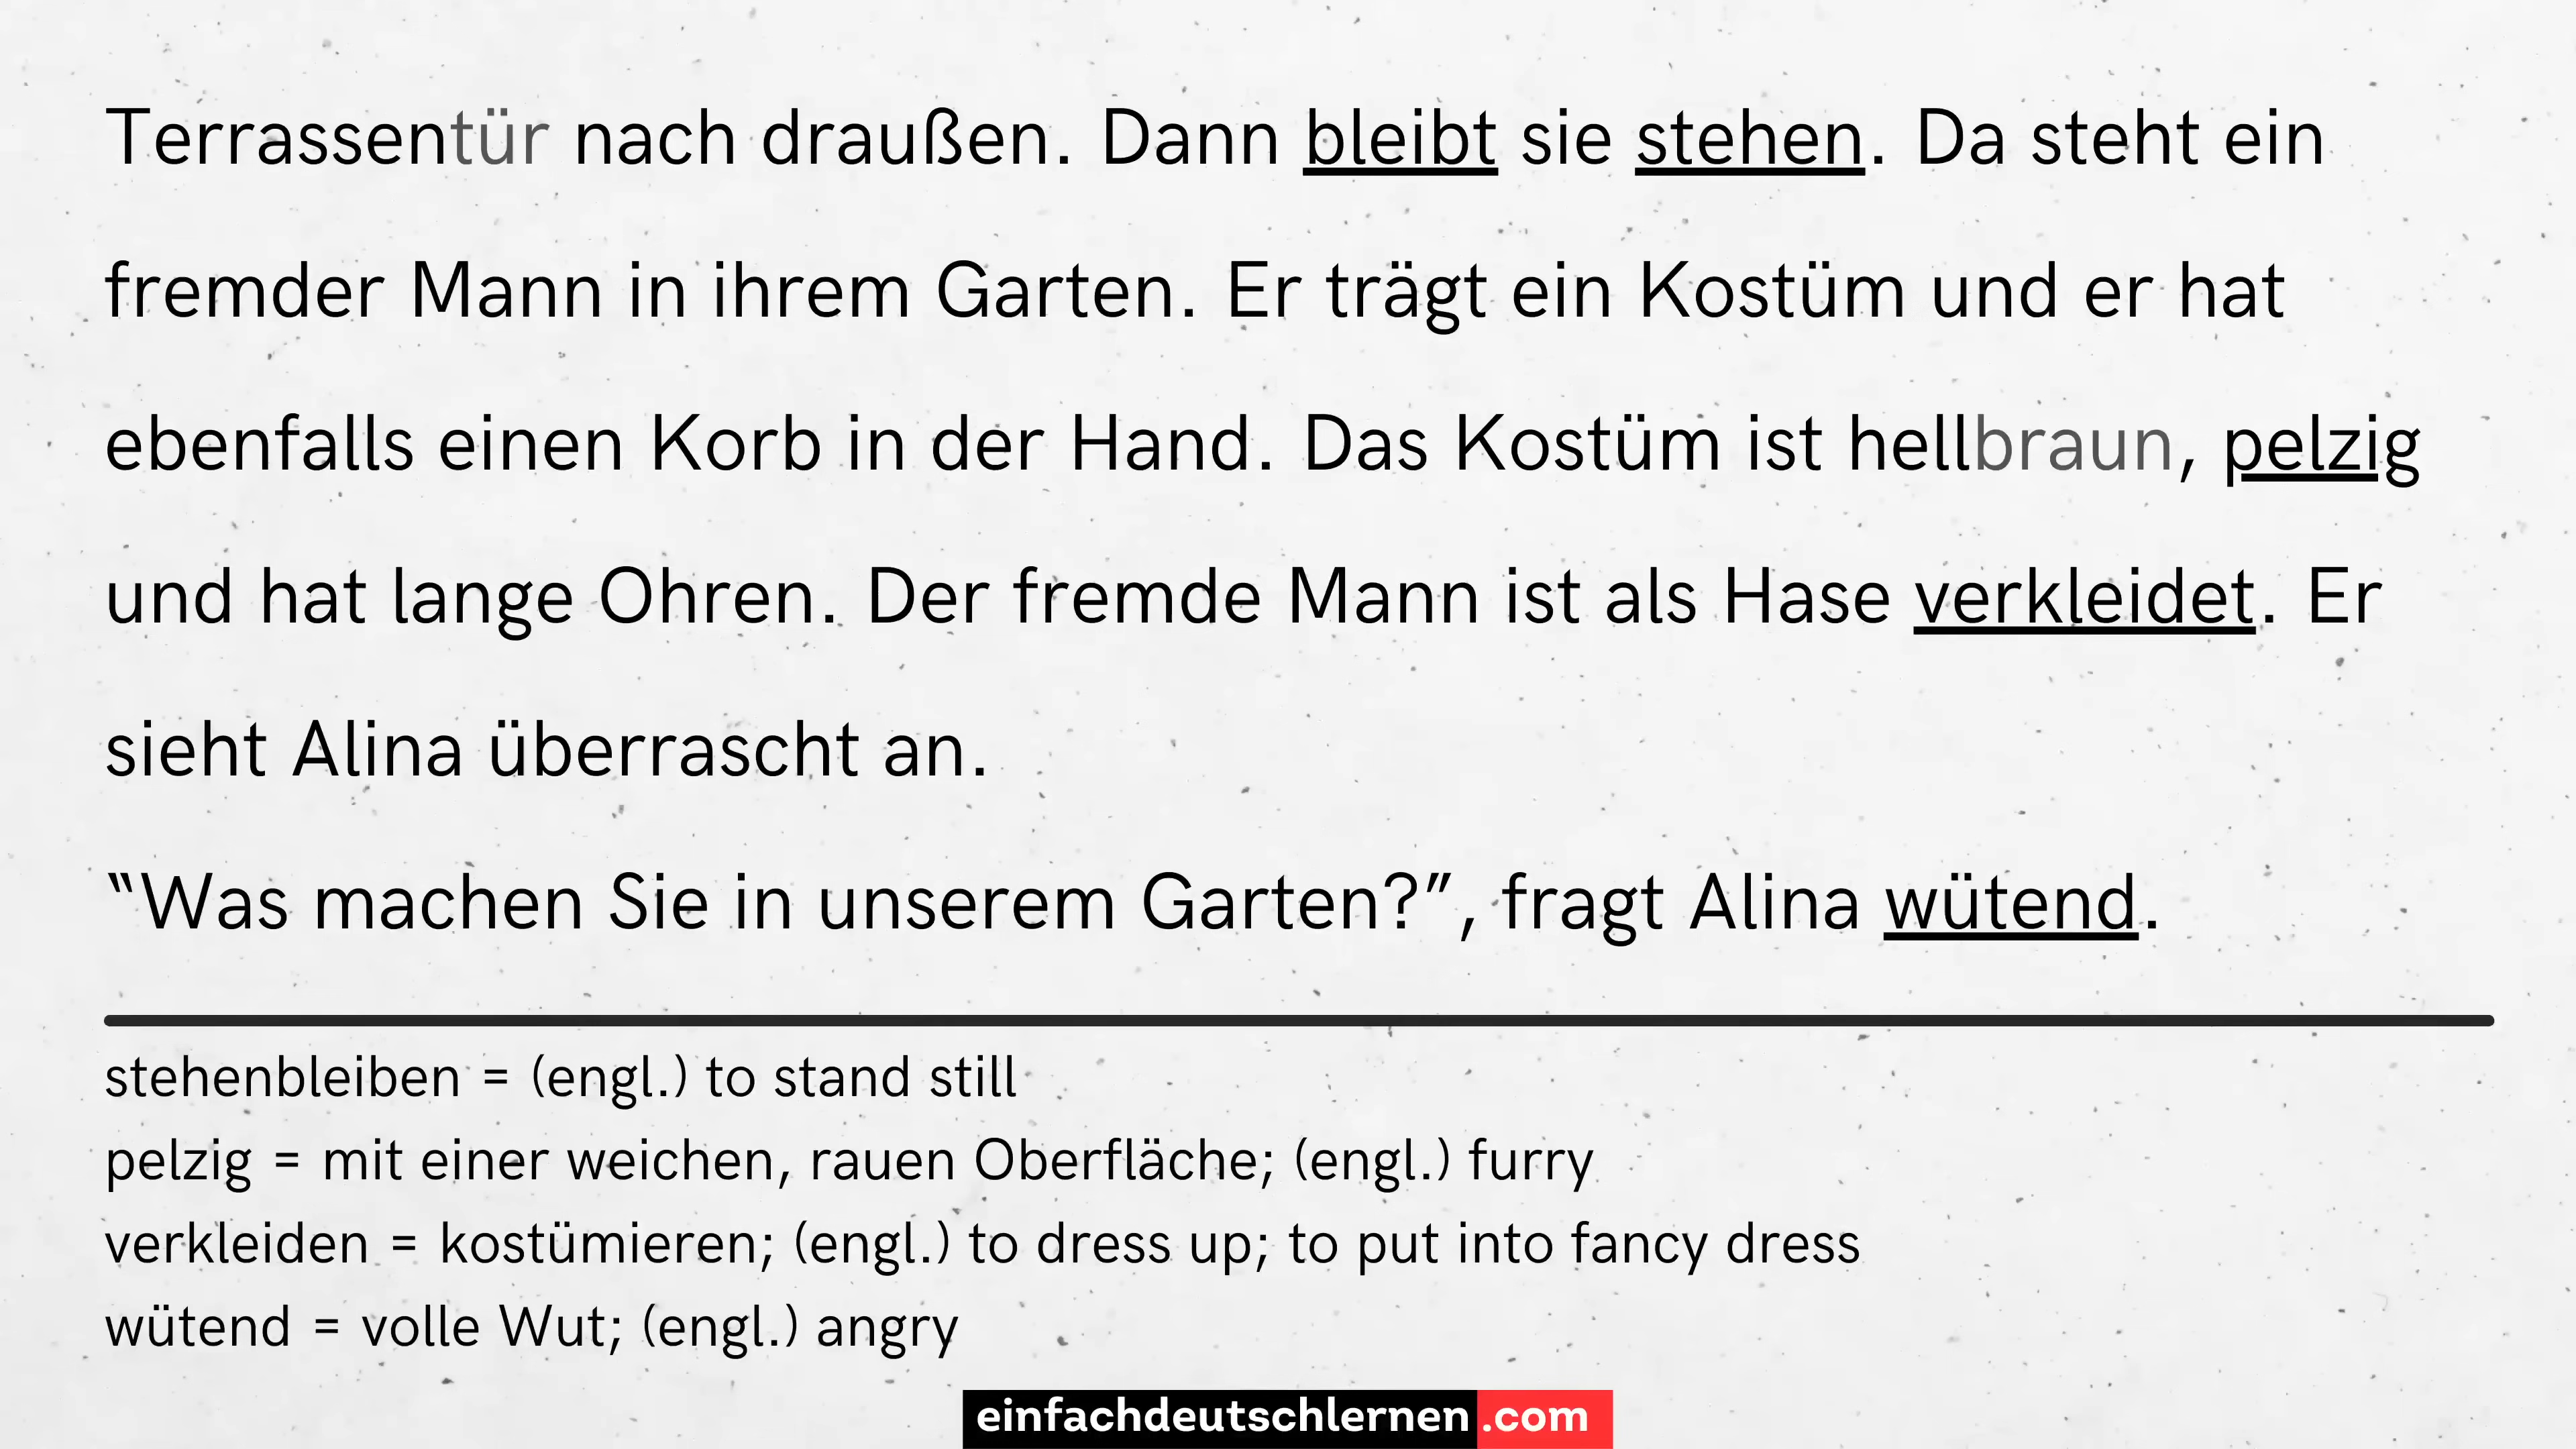 Terrassentür nach draußen. Dann bleibt sie stehen. Da steht ein
fremder Mann in ihrem Garten. Er trägt ein Kostüm und er hat
ebenfalls einen Korb in der Hand. Das Kostüm ist hellbraun, pelzig
und hat lange Ohren. Der fremde Mann ist als Hase verkleidet. Er
sieht Alina überrascht an.
“Was machen Sie in unserem Garten?”, fragt Alina wütend.
stehenbleiben = (engl.) to stand still
pelzig = mit einer weichen, rauen Oberfläche; (engl.) furry
verkleiden = kostümieren; (engl.) to dress up; to put into fancy dress
wütend = volle Wut; (engl.) angry
einfachdeutschlernen.com